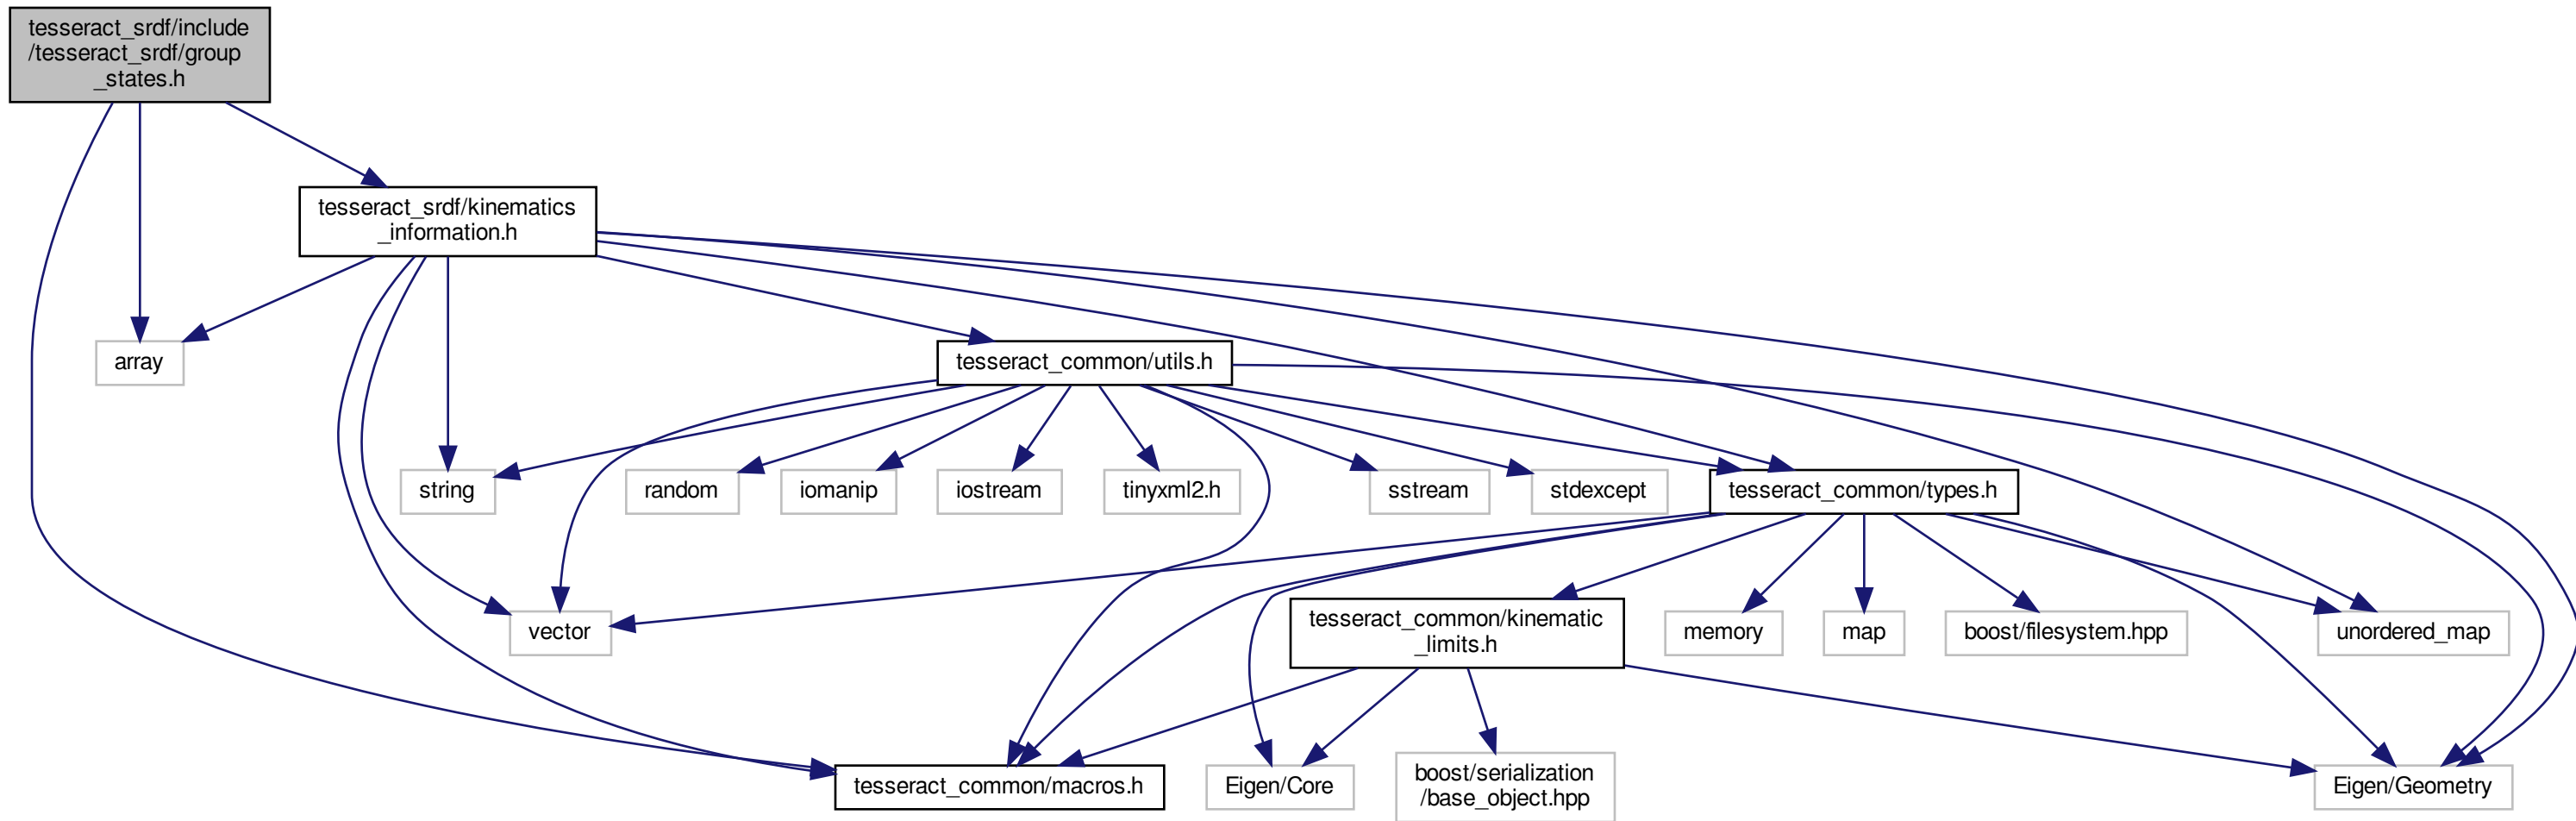 tesseract_srdf/include
/tesseract_srdf/group
_states.h
tesseract_srdf/kinematics
_information.h
array
tesseract_common/utils.h
string
random
iomanip
iostream
tinyxml2.h
sstream
stdexcept
tesseract_common/types.h
vector
tesseract_common/kinematic
_limits.h
memory
map
boost/filesystem.hpp
unordered_map
tesseract_common/macros.h
Eigen/Core
boost/serialization
/base_object.hpp
Eigen/Geometry